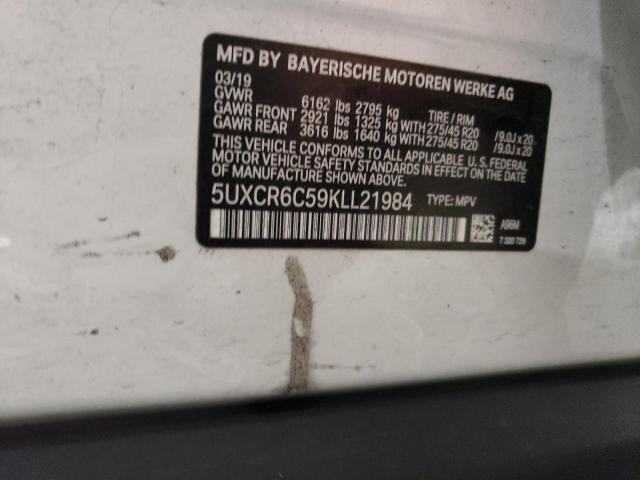 MFD BY BAYERISCHE MOTOREN WERKE AG
03/19
GVWR 6162 lbs 2795 kg TIRE / RIM
GAWR FRONT 2921 lbs 1325 kg WITH 275/45 R20 /9.0J x 20
GAWR REAR 3616 lbs 1640 kg WITH 275/45 R20 /9.0J x 20
THIS VEHICLE CONFORMS TO ALL APPLICABLE U.S. FEDERAL
MOTOR VEHICLE SAFETY STANDARDS IN EFFECT ON THE DATE
OF MANUFACTURE SHOWN ABOVE.
5UXCR6C59KLL21984 TYPE: MPV
A96M
7 320 729